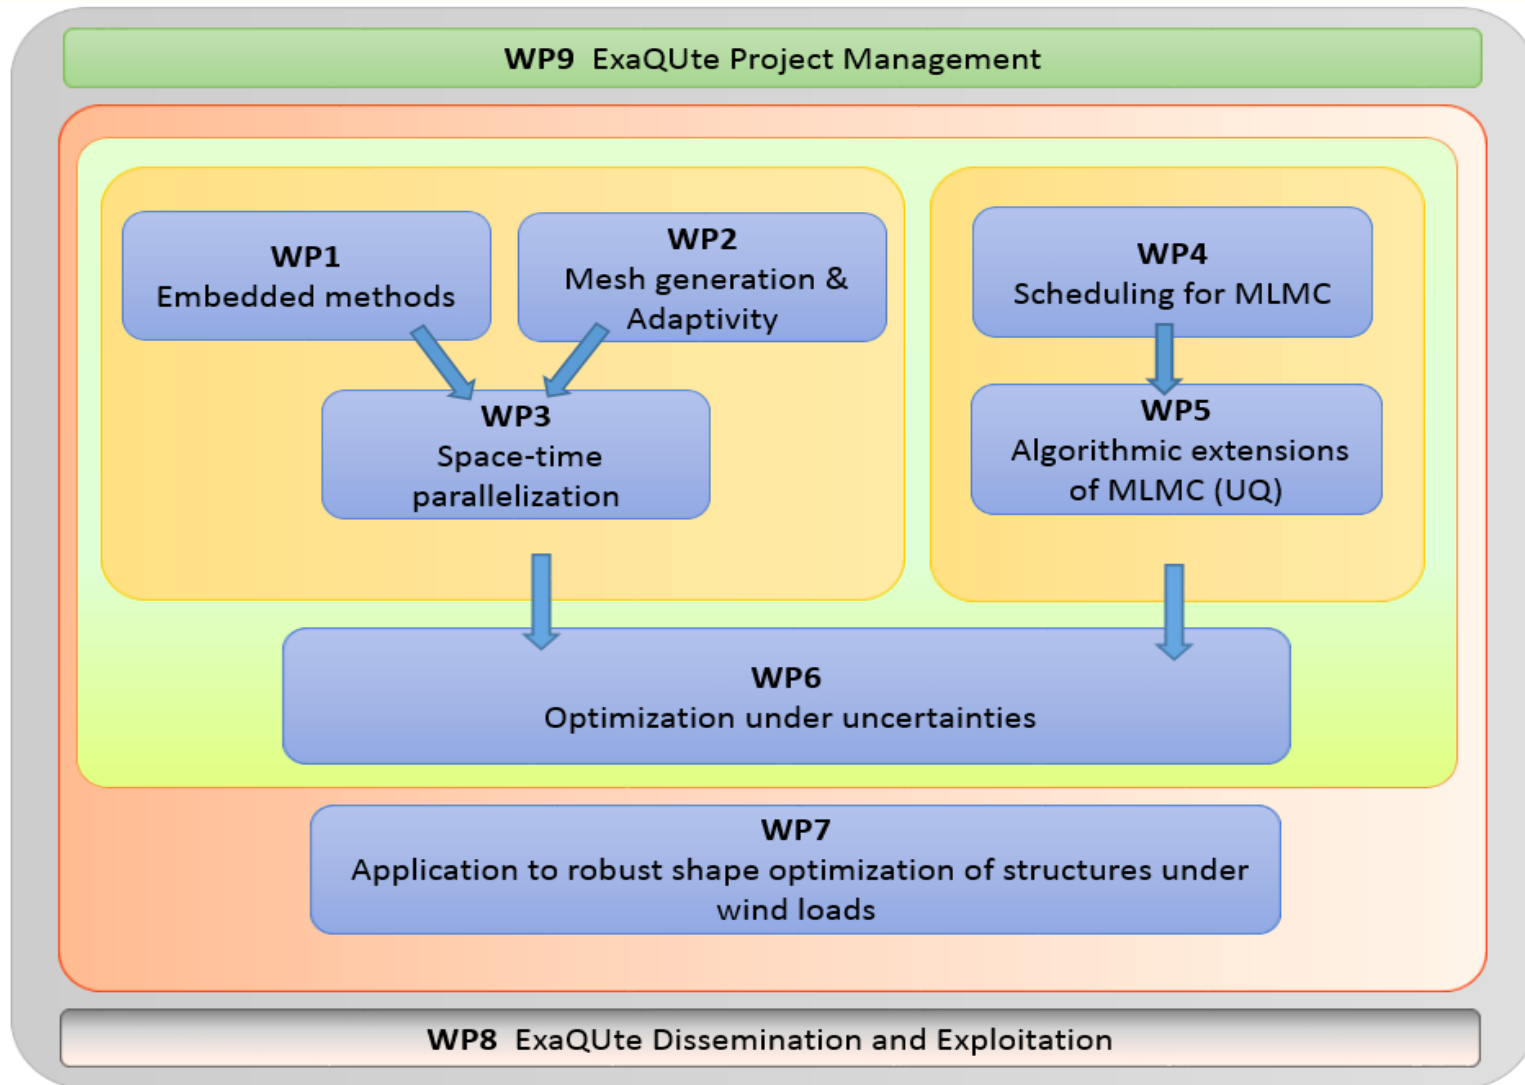 WP9 ExaQUte Project Management
WP1
Embedded methods
WP2
Mesh generation &
Adaptivity
WP3
Space-time
parallelization
WP4
Scheduling for MLMC
WP5
Algorithmic extensions
of MLMC (UQ)
WP6
Optimization under uncertainties
WP7
Application to robust shape optimization of structures under
wind loads
WP8 ExaQUte Dissemination and Exploitation